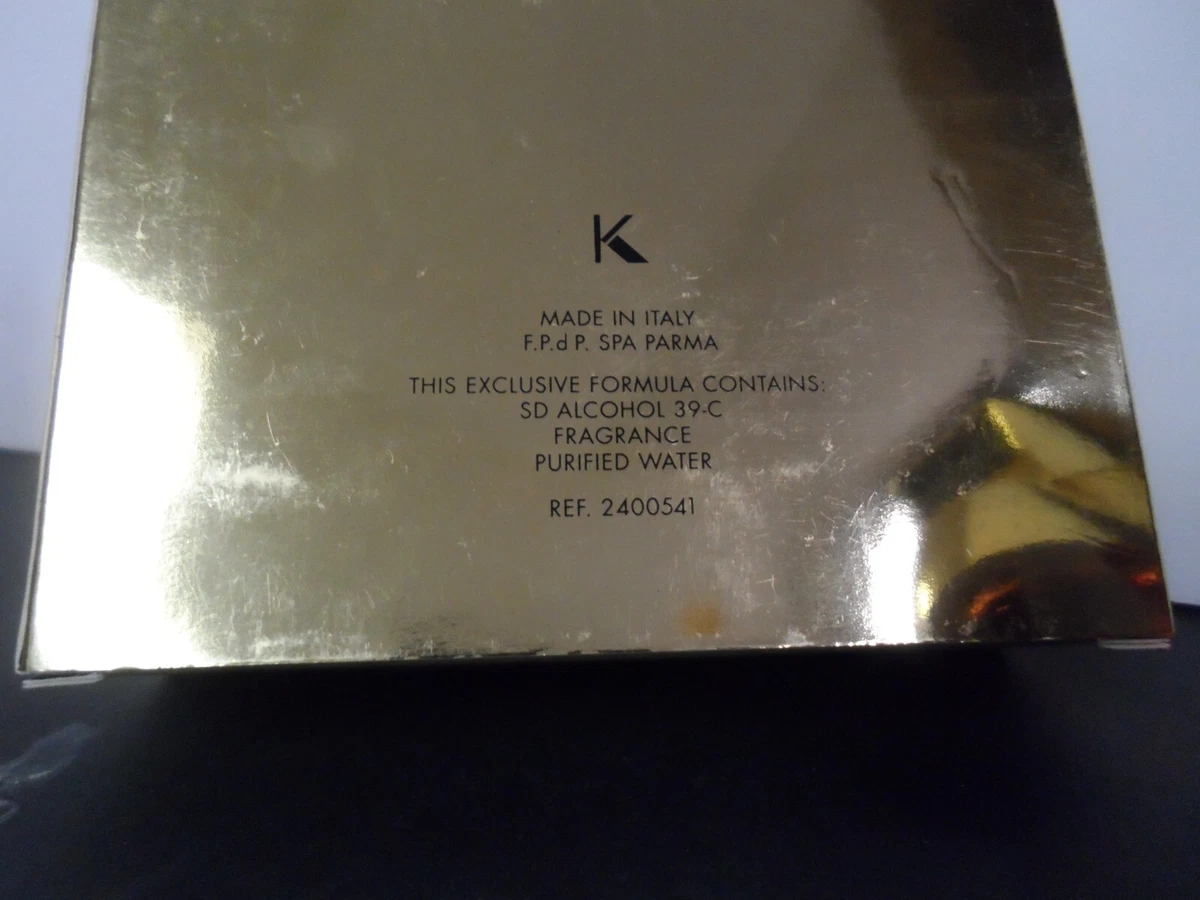 K
MADE IN ITALY
F.P.d P. SPA PARMA
THIS EXCLUSIVE FORMULA CONTAINS:
SD ALCOHOL 39-C
FRAGRANCE
PURIFIED WATER
REF. 2400541